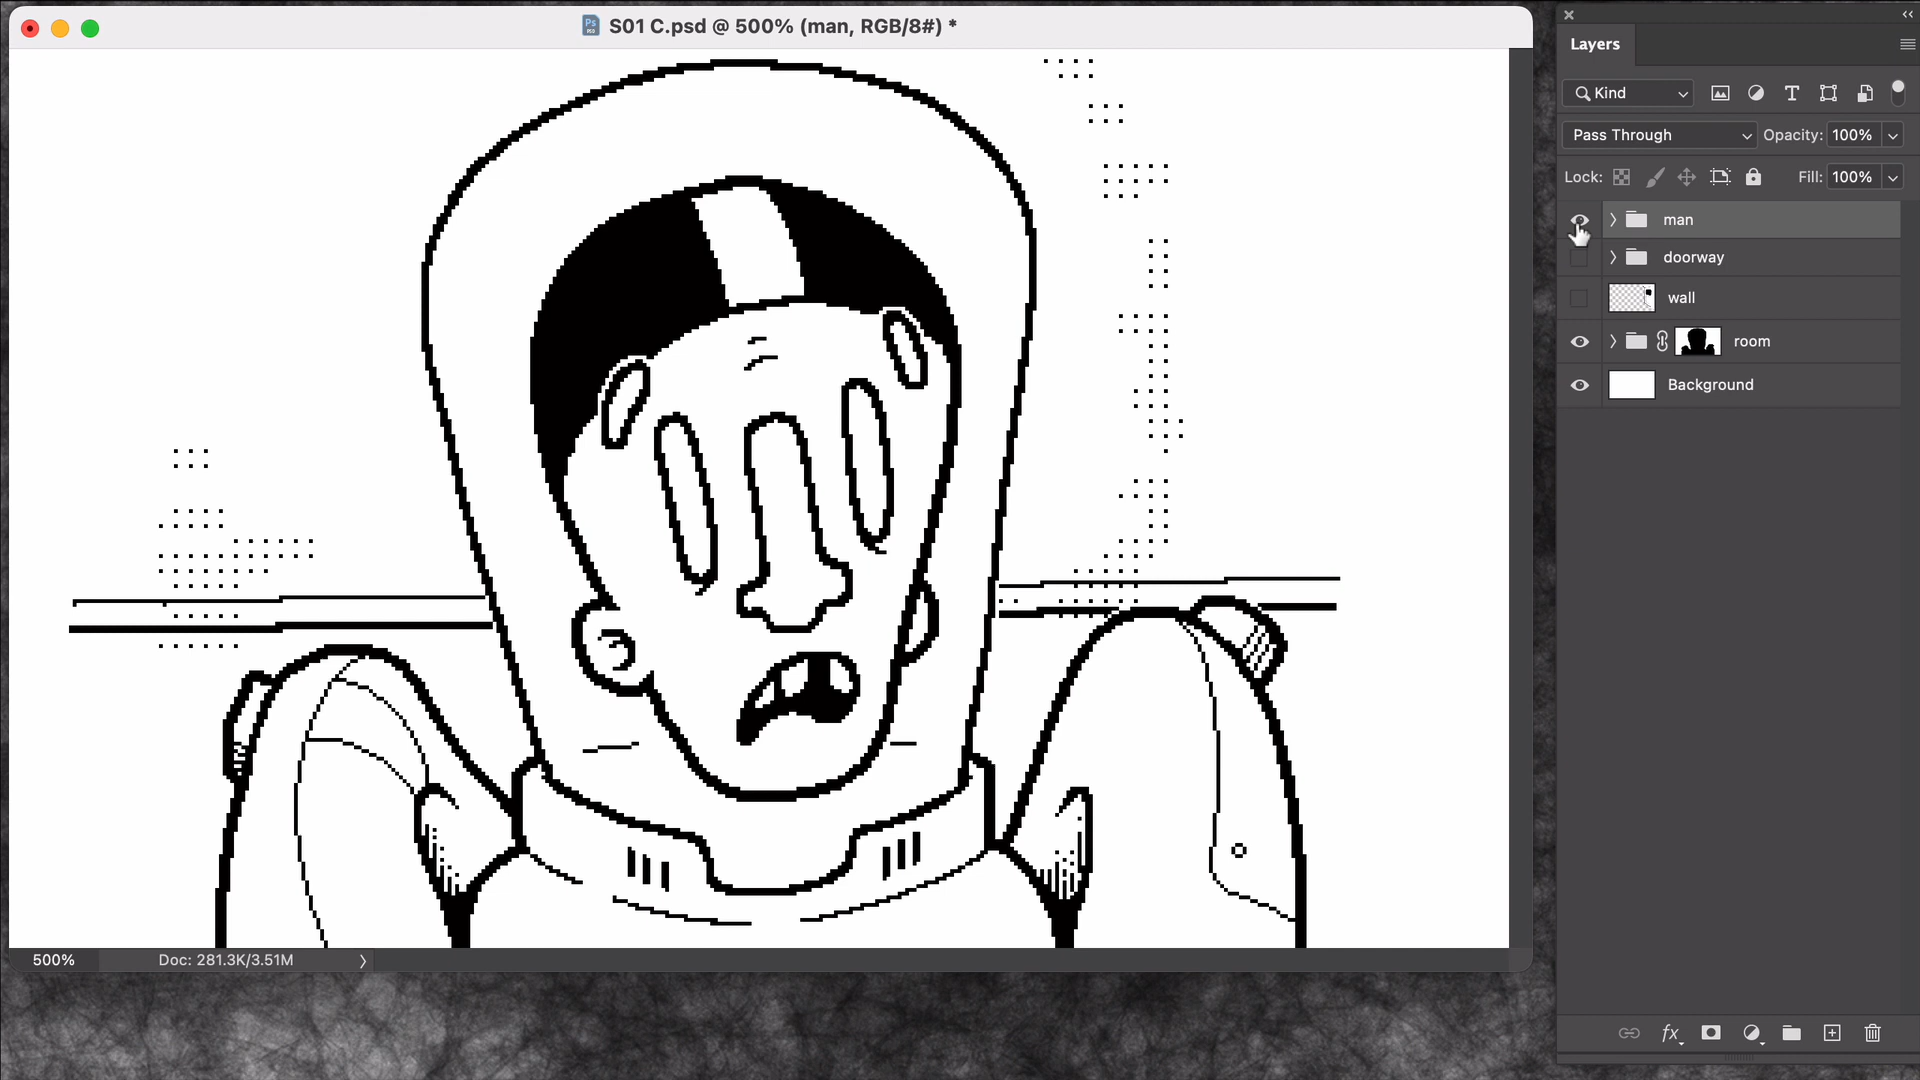 S01 C.psd @ 500% (man, RGB/8#) *
Layers
Kind
Pass Through
Opacity: 100%
Lock:
Fill: 100%
man
doorway
wall
room
Background
500%
Doc: 281.3K/3.51M
fx